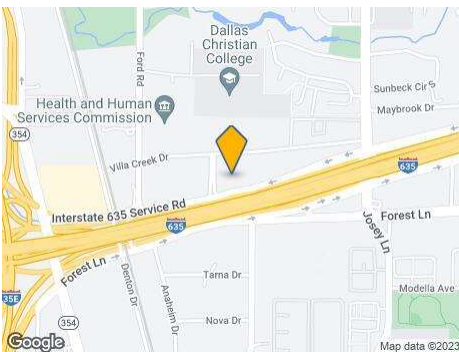 Dallas
Christian
College
Ford Rd
Sunbeck Cir S
Maybrook Dr
Health and Human
Services Commission
354
Villa Creek Dr
635
Interstate 635 Service Rd
635
Forest Ln
Josey Ln
Forest Ln
Denton Dr
Anaheim Dr
Tama Dr
Modella Ave
35E
354
Nova Dr
Google
Map data ©2023